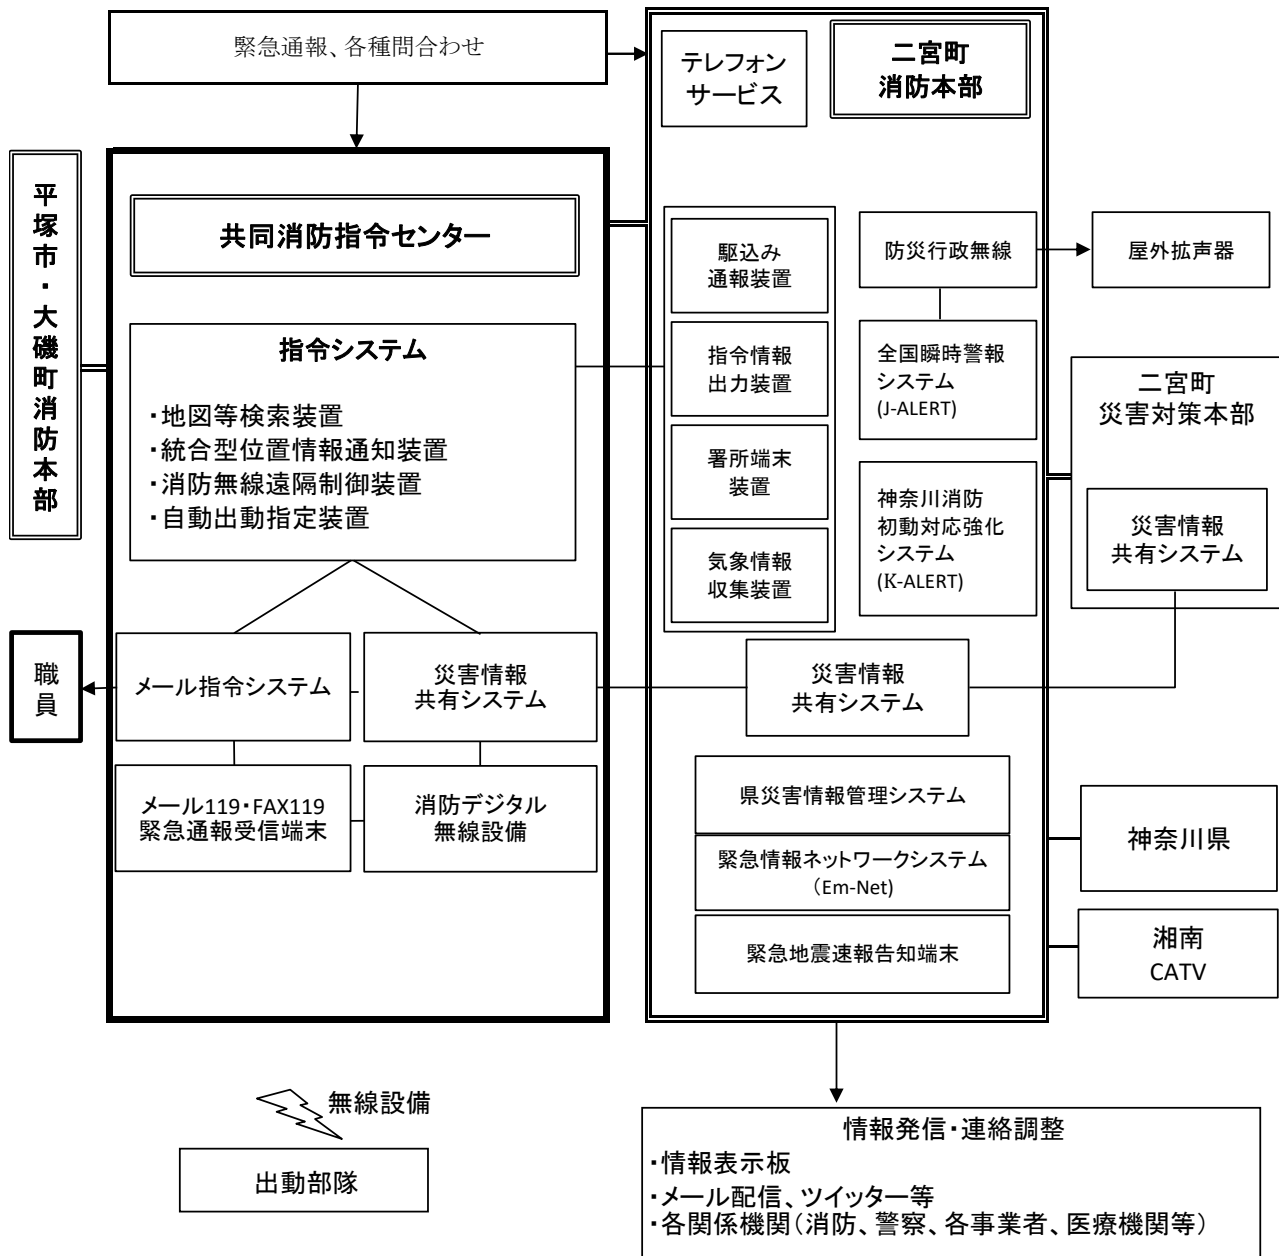 緊急通報、各種問合わせ
テレフォン
サービス
二宮町
消防本部
平塚市・大磯町消防本部
共同消防指令センター
指令システム
・地図等検索装置
・統合型位置情報通知装置
・消防無線遠隔制御装置
・自動出動指定装置
駆込み
通報装置
指令情報
出力装置
署所端末
装置
気象情報
収集装置
防災行政無線
屋外拡声器
全国瞬時警報
システム
(J-ALERT)
神奈川消防
初動対応強化
システム
(K-ALERT)
二宮町
災害対策本部
災害情報
共有システム
職員
メール指令システム
災害情報
共有システム
災害情報
共有システム
メール119・FAX119
緊急通報受信端末
消防デジタル
無線設備
県災害情報管理システム
緊急情報ネットワークシステム
（Em-Net)
緊急地震速報告知端末
神奈川県
湘南
CATV
無線設備
出動部隊
情報発信・連絡調整
・情報表示板
・メール配信、ツイッター等
・各関係機関（消防、警察、各事業者、医療機関等）